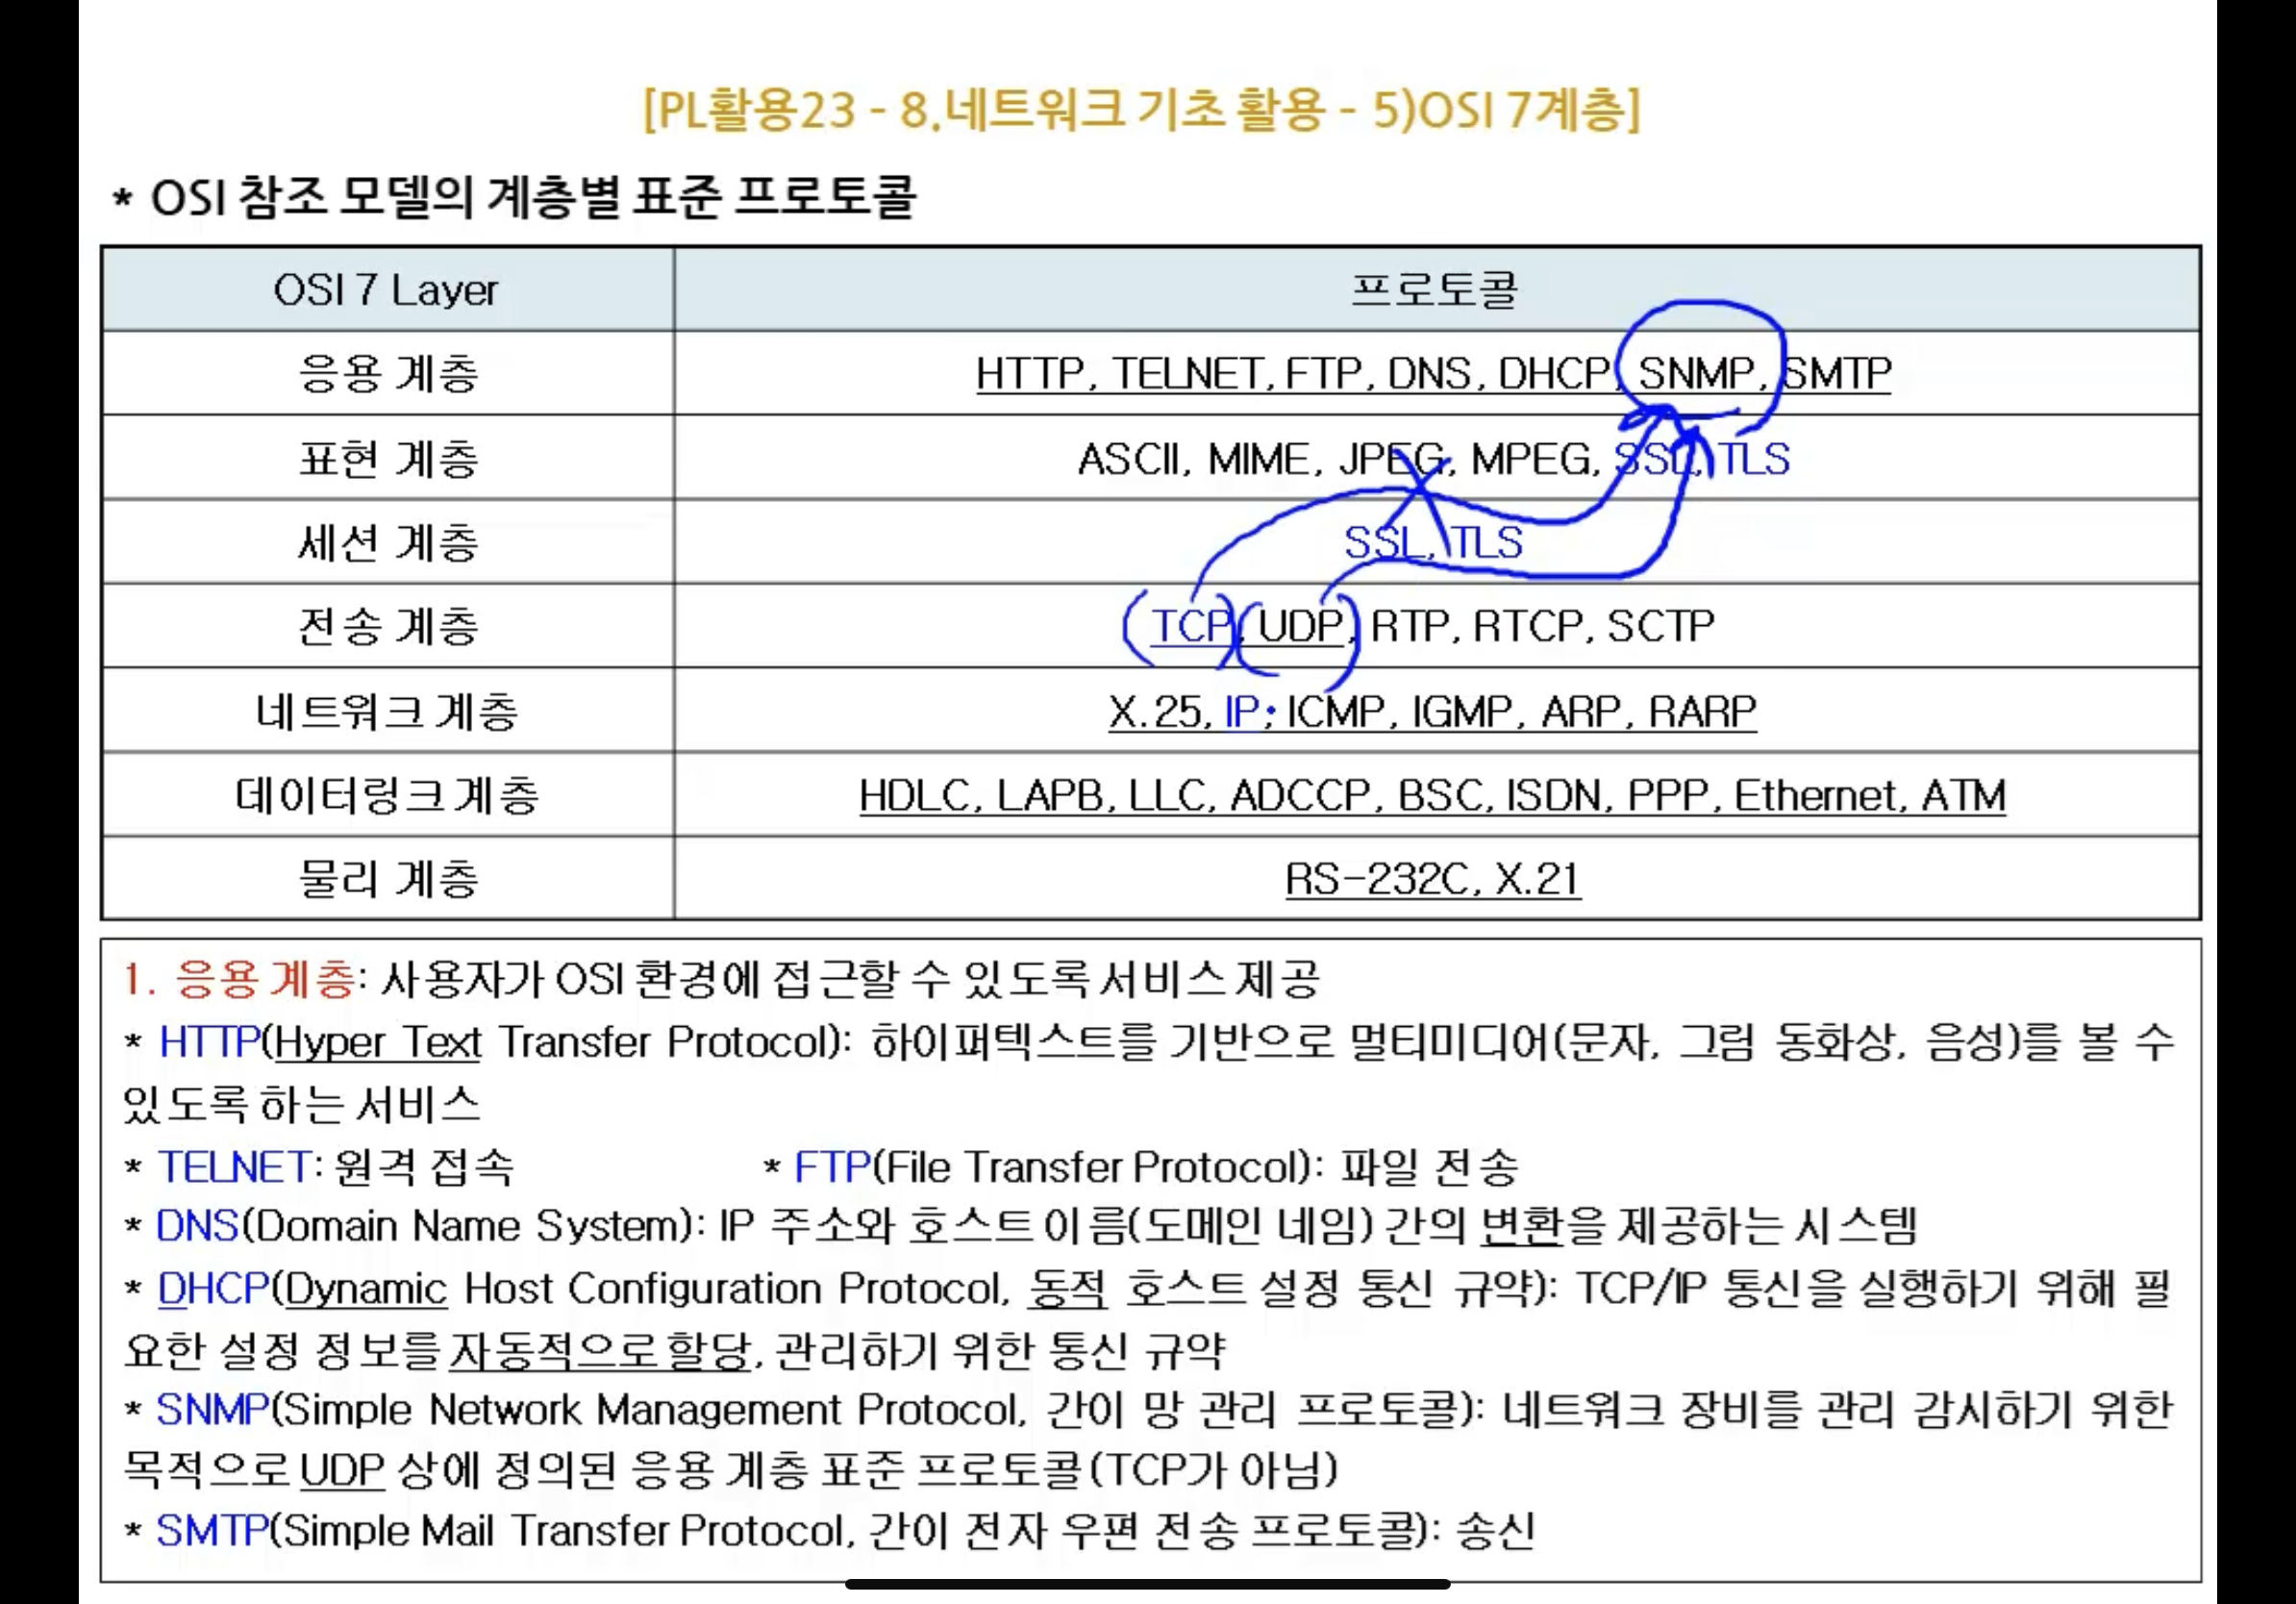 [PL활용23 - 8.네트워크 기초 활용 - 5)OSI 7계층]
* OSI 참조 모델의 계층별 표준 프로토콜
OSI 7 Layer 프로토콜
응용 계층 HTTP, TELNET, FTP, DNS, DHCP, SNMP, SMTP
표현 계층 ASCII, MIME, JPEG, MPEG, SSL, TLS
세션 계층 SSL, TLS
전송 계층 TCP, UDP, RTP, RTCP, SCTP
네트워크 계층 X.25, IP, ICMP, IGMP, ARP, RARP
데이터링크 계층 HDLC, LAPB, LLC, ADCCP, BSC, ISDN, PPP, Ethernet, ATM
물리 계층 RS-232C, X.21
1. 응용 계층: 사용자가 OSI 환경에 접근할 수 있도록 서비스 제공
* HTTP(Hyper Text Transfer Protocol): 하이퍼텍스트를 기반으로 멀티미디어(문자, 그림 동화상, 음성)를 볼 수
있도록 하는 서비스
* TELNET: 원격 접속 * FTP(File Transfer Protocol): 파일 전송
* DNS(Domain Name System): IP 주소와 호스트 이름(도메인 네임) 간의 변환을 제공하는 시스템
* DHCP(Dynamic Host Configuration Protocol, 동적 호스트 설정 통신 규약): TCP/IP 통신을 실행하기 위해 필
요한 설정 정보를 자동적으로 할당, 관리하기 위한 통신 규약
* SNMP(Simple Network Management Protocol, 간이 망 관리 프로토콜): 네트워크 장비를 관리 감시하기 위한
목적으로 UDP 상에 정의된 응용 계층 표준 프로토콜(TCP가 아님)
* SMTP(Simple Mail Transfer Protocol, 간이 전자 우편 전송 프로토콜): 송신